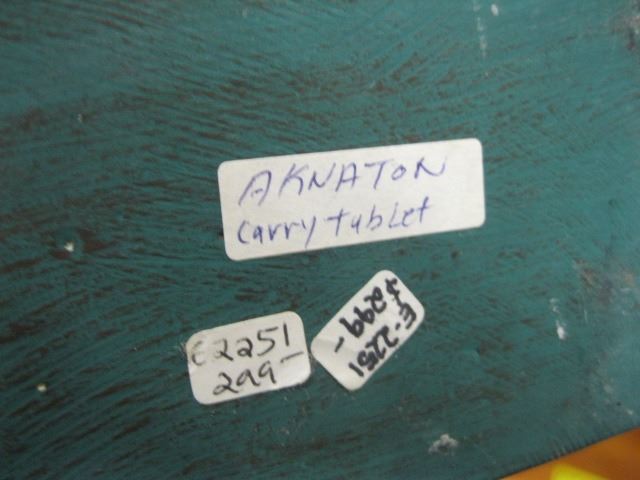 AKNATON
Carry tablet
E2251
299-
E-2251
$299-